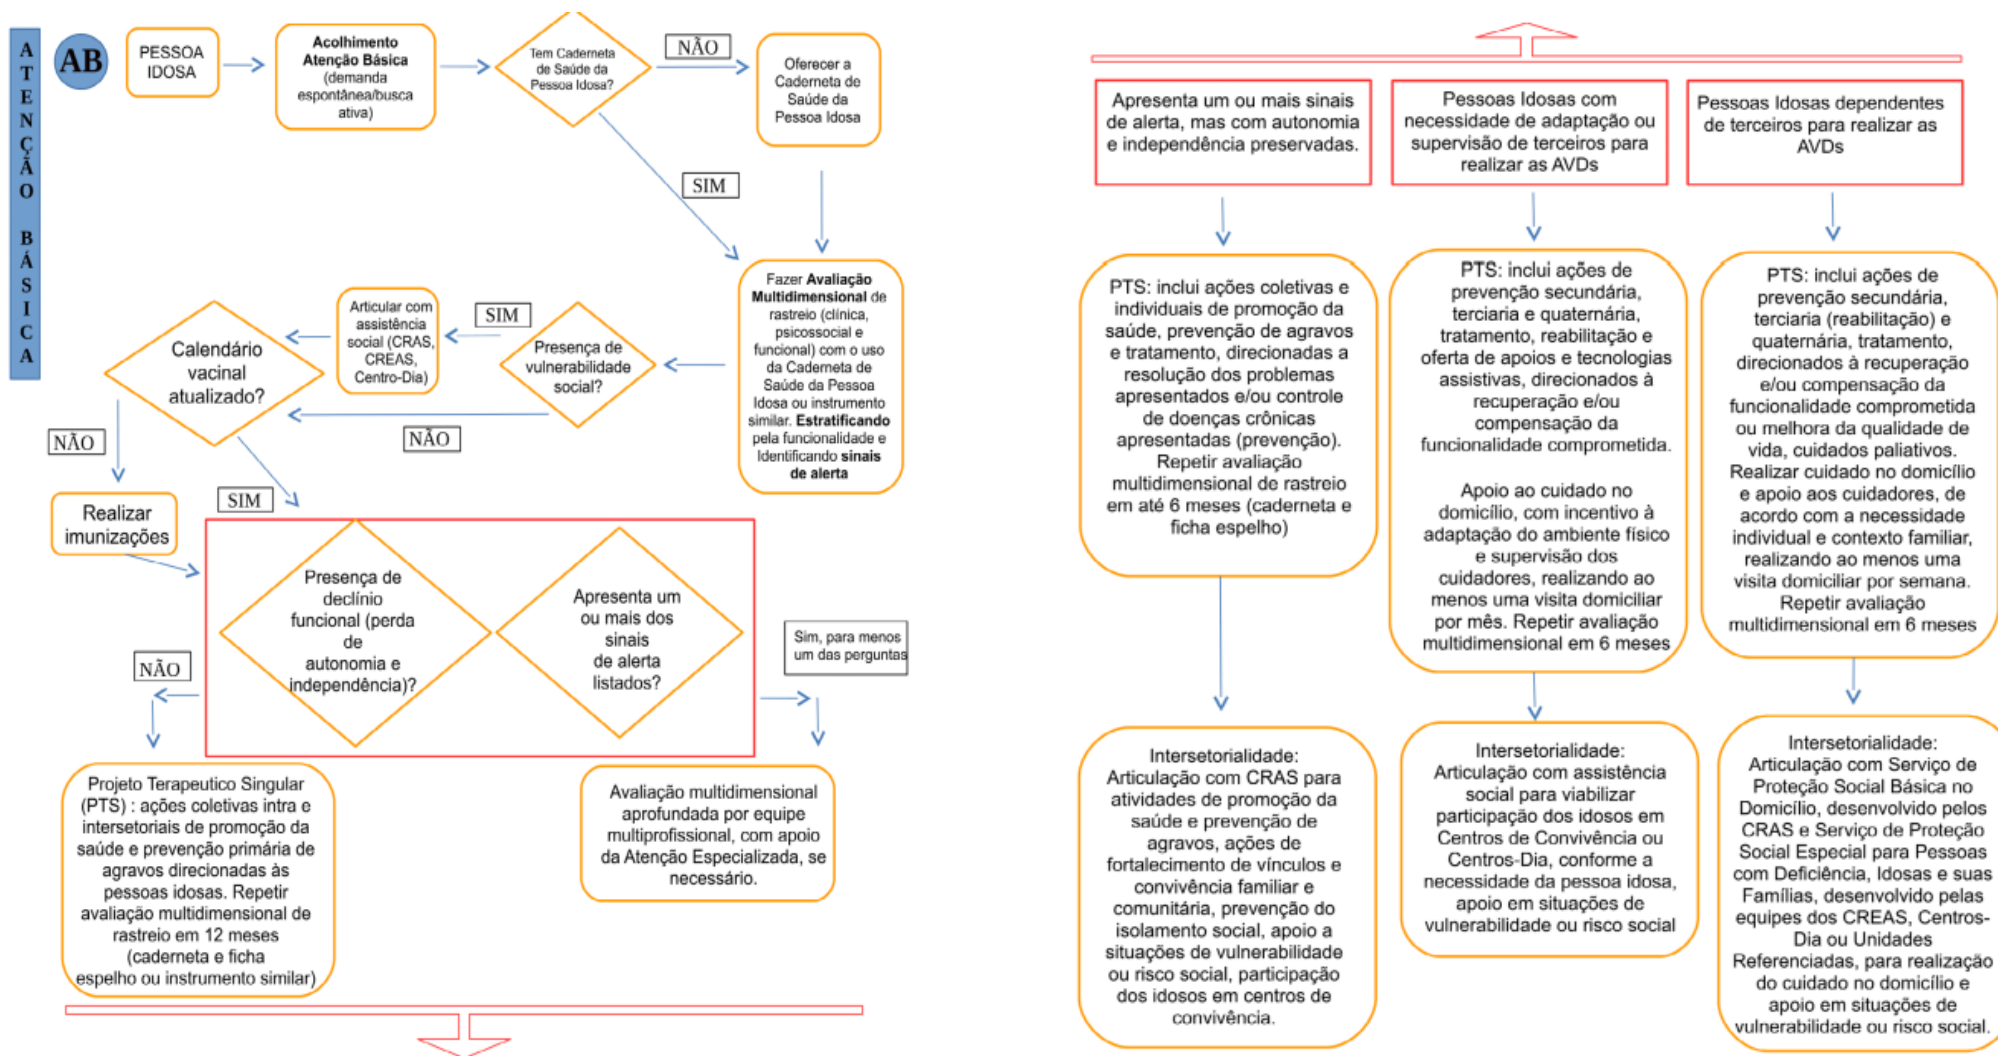 ATENÇÃO BÁSICA
AB
PESSOA
IDOSA
Acolhimento
Atenção Básica
(demanda
espontânea/busca
ativa)
Tem Caderneta
de Saúde da
Pessoa Idosa?
NÃO
Oferecer a
Caderneta de
Saúde da
Pessoa Idosa
SIM
Fazer Avaliação
Multidimensional de
rastreio (clínica,
psicossocial e
funcional) com o uso
da Caderneta de
Saúde da Pessoa
Idosa ou instrumento
similar. Estratificando
pela funcionalidade e
Identificando sinais
de alerta
Presença de
vulnerabilidade
social?
SIM
Articular com
assistência
social (CRAS,
CREAS,
Centro-Dia)
NÃO
Calendário
vacinal
atualizado?
NÃO
Realizar
imunizações
SIM
Presença de
declínio
funcional (perda
de
autonomia e
independência)?
Apresenta um
ou mais dos
sinais
de alerta
listados?
NÃO
Sim, para menos
um das perguntas
Projeto Terapeutico Singular
(PTS) : ações coletivas intra e
intersetoriais de promoção da
saúde e prevenção primária de
agravos direcionadas às
pessoas idosas. Repetir
avaliação multidimensional de
rastreio em 12 meses
(caderneta e ficha
espelho ou instrumento similar)
Avaliação multidimensional
aprofundada por equipe
multiprofissional, com apoio
da Atenção Especializada, se
necessário.
Apresenta um ou mais sinais
de alerta, mas com autonomia
e independência preservadas.
PTS: inclui ações coletivas e
individuais de promoção da
saúde, prevenção de agravos
e tratamento, direcionadas a
resolução dos problemas
apresentados e/ou controle
de doenças crônicas
apresentadas (prevenção).
Repetir avaliação
multidimensional de rastreio
em até 6 meses (caderneta e
ficha espelho)
Intersetorialidade:
Articulação com CRAS para
atividades de promoção da
saúde e prevenção de
agravos, ações de
fortalecimento de vínculos e
convivência familiar e
comunitária, prevenção do
isolamento social, apoio a
situações de vulnerabilidade
ou risco social, participação
dos idosos em centros de
convivência.
Pessoas Idosas com
necessidade de adaptação ou
supervisão de terceiros para
realizar as AVDs
PTS: inclui ações de
prevenção secundária,
terciaria e quaternária,
tratamento, reabilitação e
oferta de apoios e tecnologias
assistivas, direcionados à
recuperação e/ou
compensação da
funcionalidade comprometida.
Apoio ao cuidado no
domicílio, com incentivo à
adaptação do ambiente físico
e supervisão dos
cuidadores, realizando ao
menos uma visita domiciliar
por mês. Repetir avaliação
multidimensional em 6 meses
Intersetorialidade:
Articulação com assistência
social para viabilizar
participação dos idosos em
Centros de Convivência ou
Centros-Dia, conforme a
necessidade da pessoa idosa,
apoio em situações de
vulnerabilidade ou risco social
Pessoas Idosas dependentes
de terceiros para realizar as
AVDs
PTS: inclui ações de
prevenção secundária,
terciaria (reabilitação) e
quaternária, tratamento,
direcionados à recuperação
e/ou compensação da
funcionalidade comprometida
ou melhora da qualidade de
vida, cuidados paliativos.
Realizar cuidado no domicílio
e apoio aos cuidadores, de
acordo com a necessidade
individual e contexto familiar,
realizando ao menos uma
visita domiciliar por semana.
Repetir avaliação
multidimensional em 6 meses
Intersetorialidade:
Articulação com Serviço de
Proteção Social Básica no
Domicílio, desenvolvido pelos
CRAS e Serviço de Proteção
Social Especial para Pessoas
com Deficiência, Idosas e suas
Famílias, desenvolvido pelas
equipes dos CREAS, Centros-
Dia ou Unidades
Referenciadas, para realização
do cuidado no domicílio e
apoio em situações de
vulnerabilidade ou risco social.